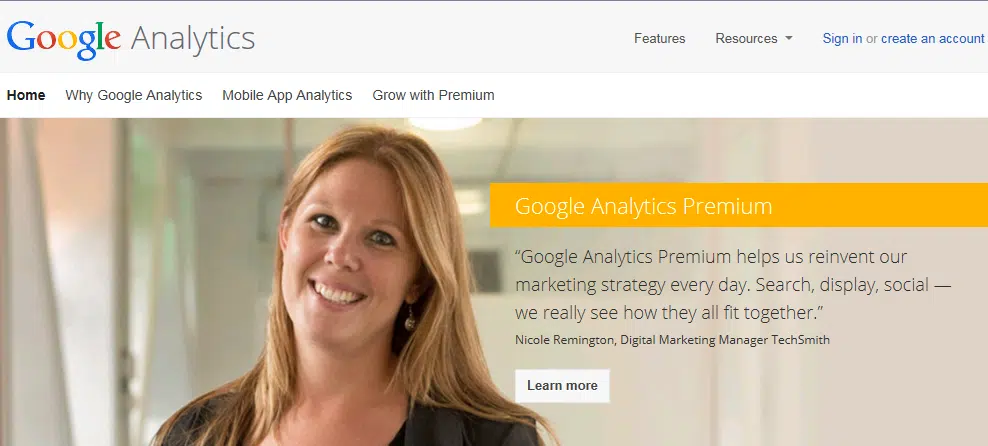 Google Analytics
Features Resources Sign in or create an account
Home Why Google Analytics Mobile App Analytics Grow with Premium
Google Analytics Premium
“Google Analytics Premium helps us reinvent our
marketing strategy every day. Search, display, social —
we really see how they all fit together.”
Nicole Remington, Digital Marketing Manager TechSmith
Learn more